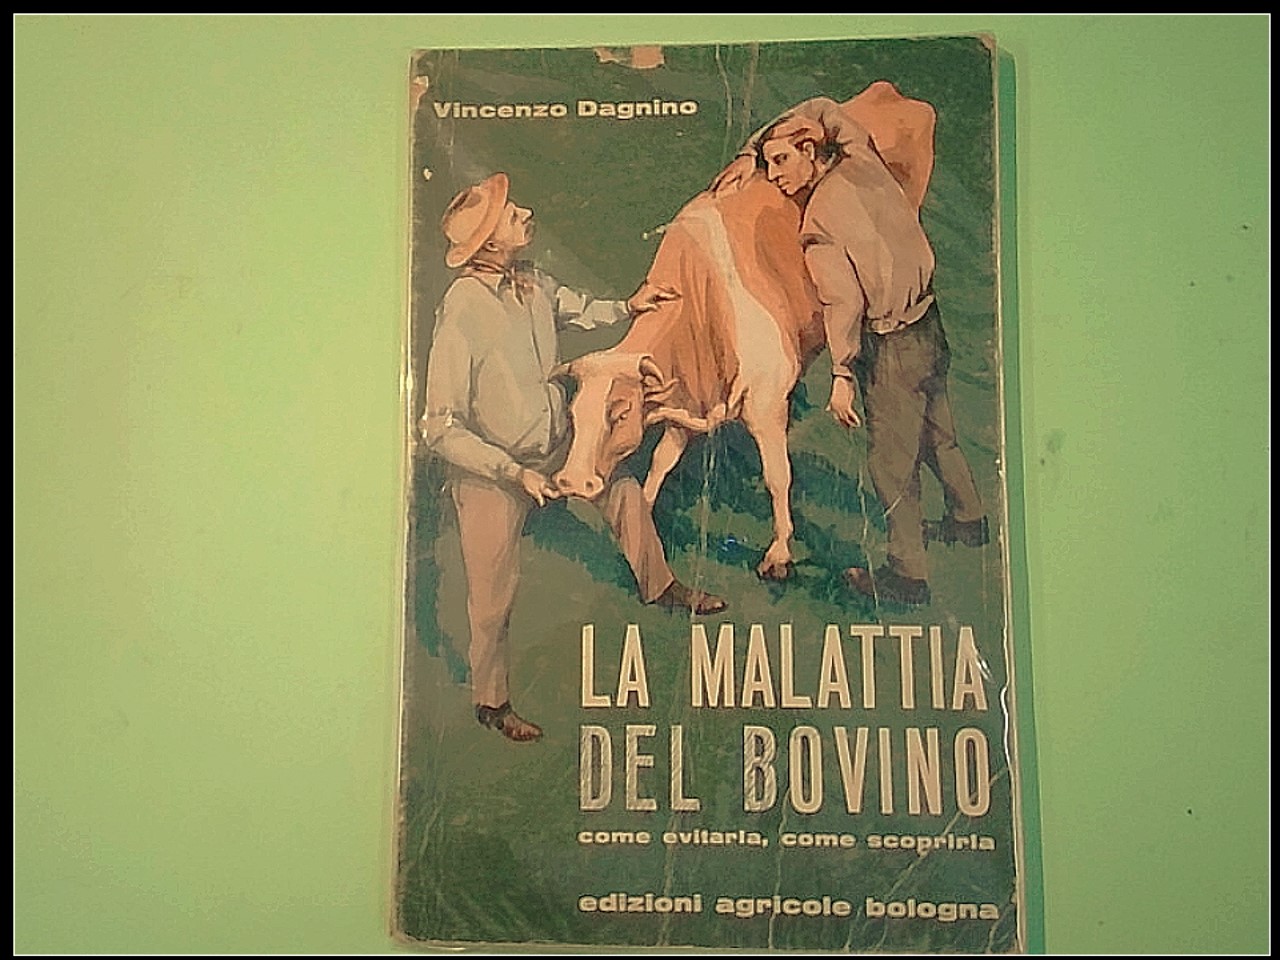 Vincenzo Dagnino
LA MALATTIA
DEL BOVINO
come evitarla, come scoprirla
edizioni agricole bologna